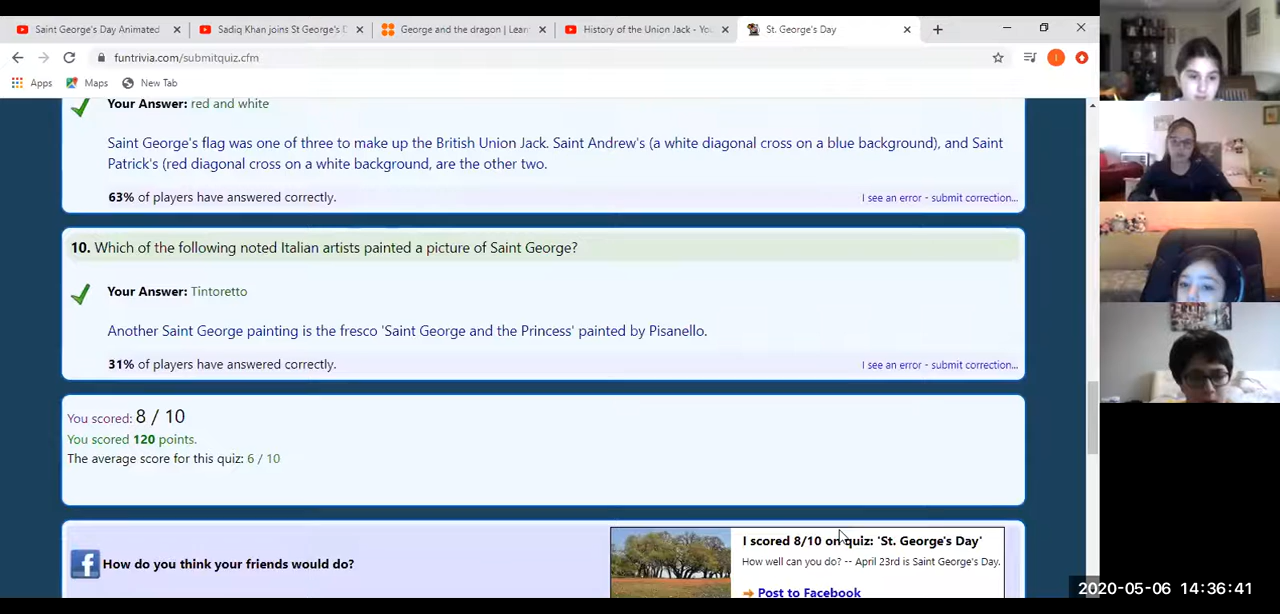 Saint George's Day Animated
Sadiq Khan joins St George's D
George and the dragon | Learn
History of the Union Jack - You
St. George's Day
funtrivia.com/submitquiz.cfm
Apps
Maps
New Tab
Your Answer: red and white
Saint George's flag was one of three to make up the British Union Jack. Saint Andrew's (a white diagonal cross on a blue background), and Saint
Patrick's (red diagonal cross on a white background, are the other two.
63% of players have answered correctly.
I see an error - submit correction...
10. Which of the following noted Italian artists painted a picture of Saint George?
Your Answer: Tintoretto
Another Saint George painting is the fresco 'Saint George and the Princess' painted by Pisanello.
31% of players have answered correctly.
I see an error - submit correction...
You scored: 8 / 10
You scored 120 points.
The average score for this quiz: 6 / 10
How do you think your friends would do?
I scored 8/10 on quiz: 'St. George's Day'
How well can you do? -- April 23rd is Saint George's Day.
Post to Facebook
2020-05-06 14:36:41